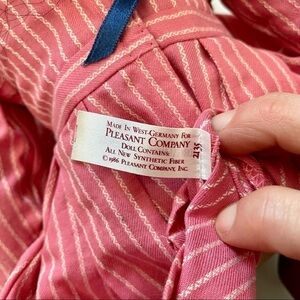 Made in West-Germany for
Pleasant Company
Doll Contains:
All New Synthetic Fiber
©1986 Pleasant Company, Inc.
2135